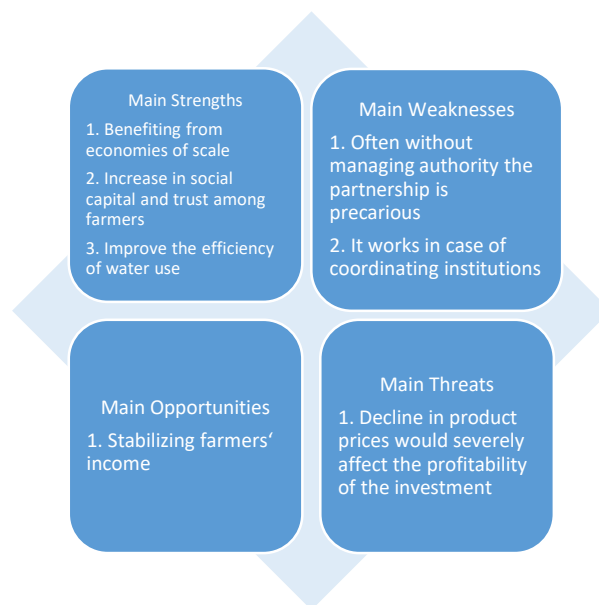 Main Strengths
1. Benefiting from
economies of scale
2. Increase in social
capital and trust among
farmers
3. Improve the efficiency
of water use
Main Weaknesses
1. Often without
managing authority the
partnership is
precarious
2. It works in case of
coordinating institutions
Main Opportunities
1. Stabilizing farmers‘
income
Main Threats
1. Decline in product
prices would severely
affect the profitability
of the investment